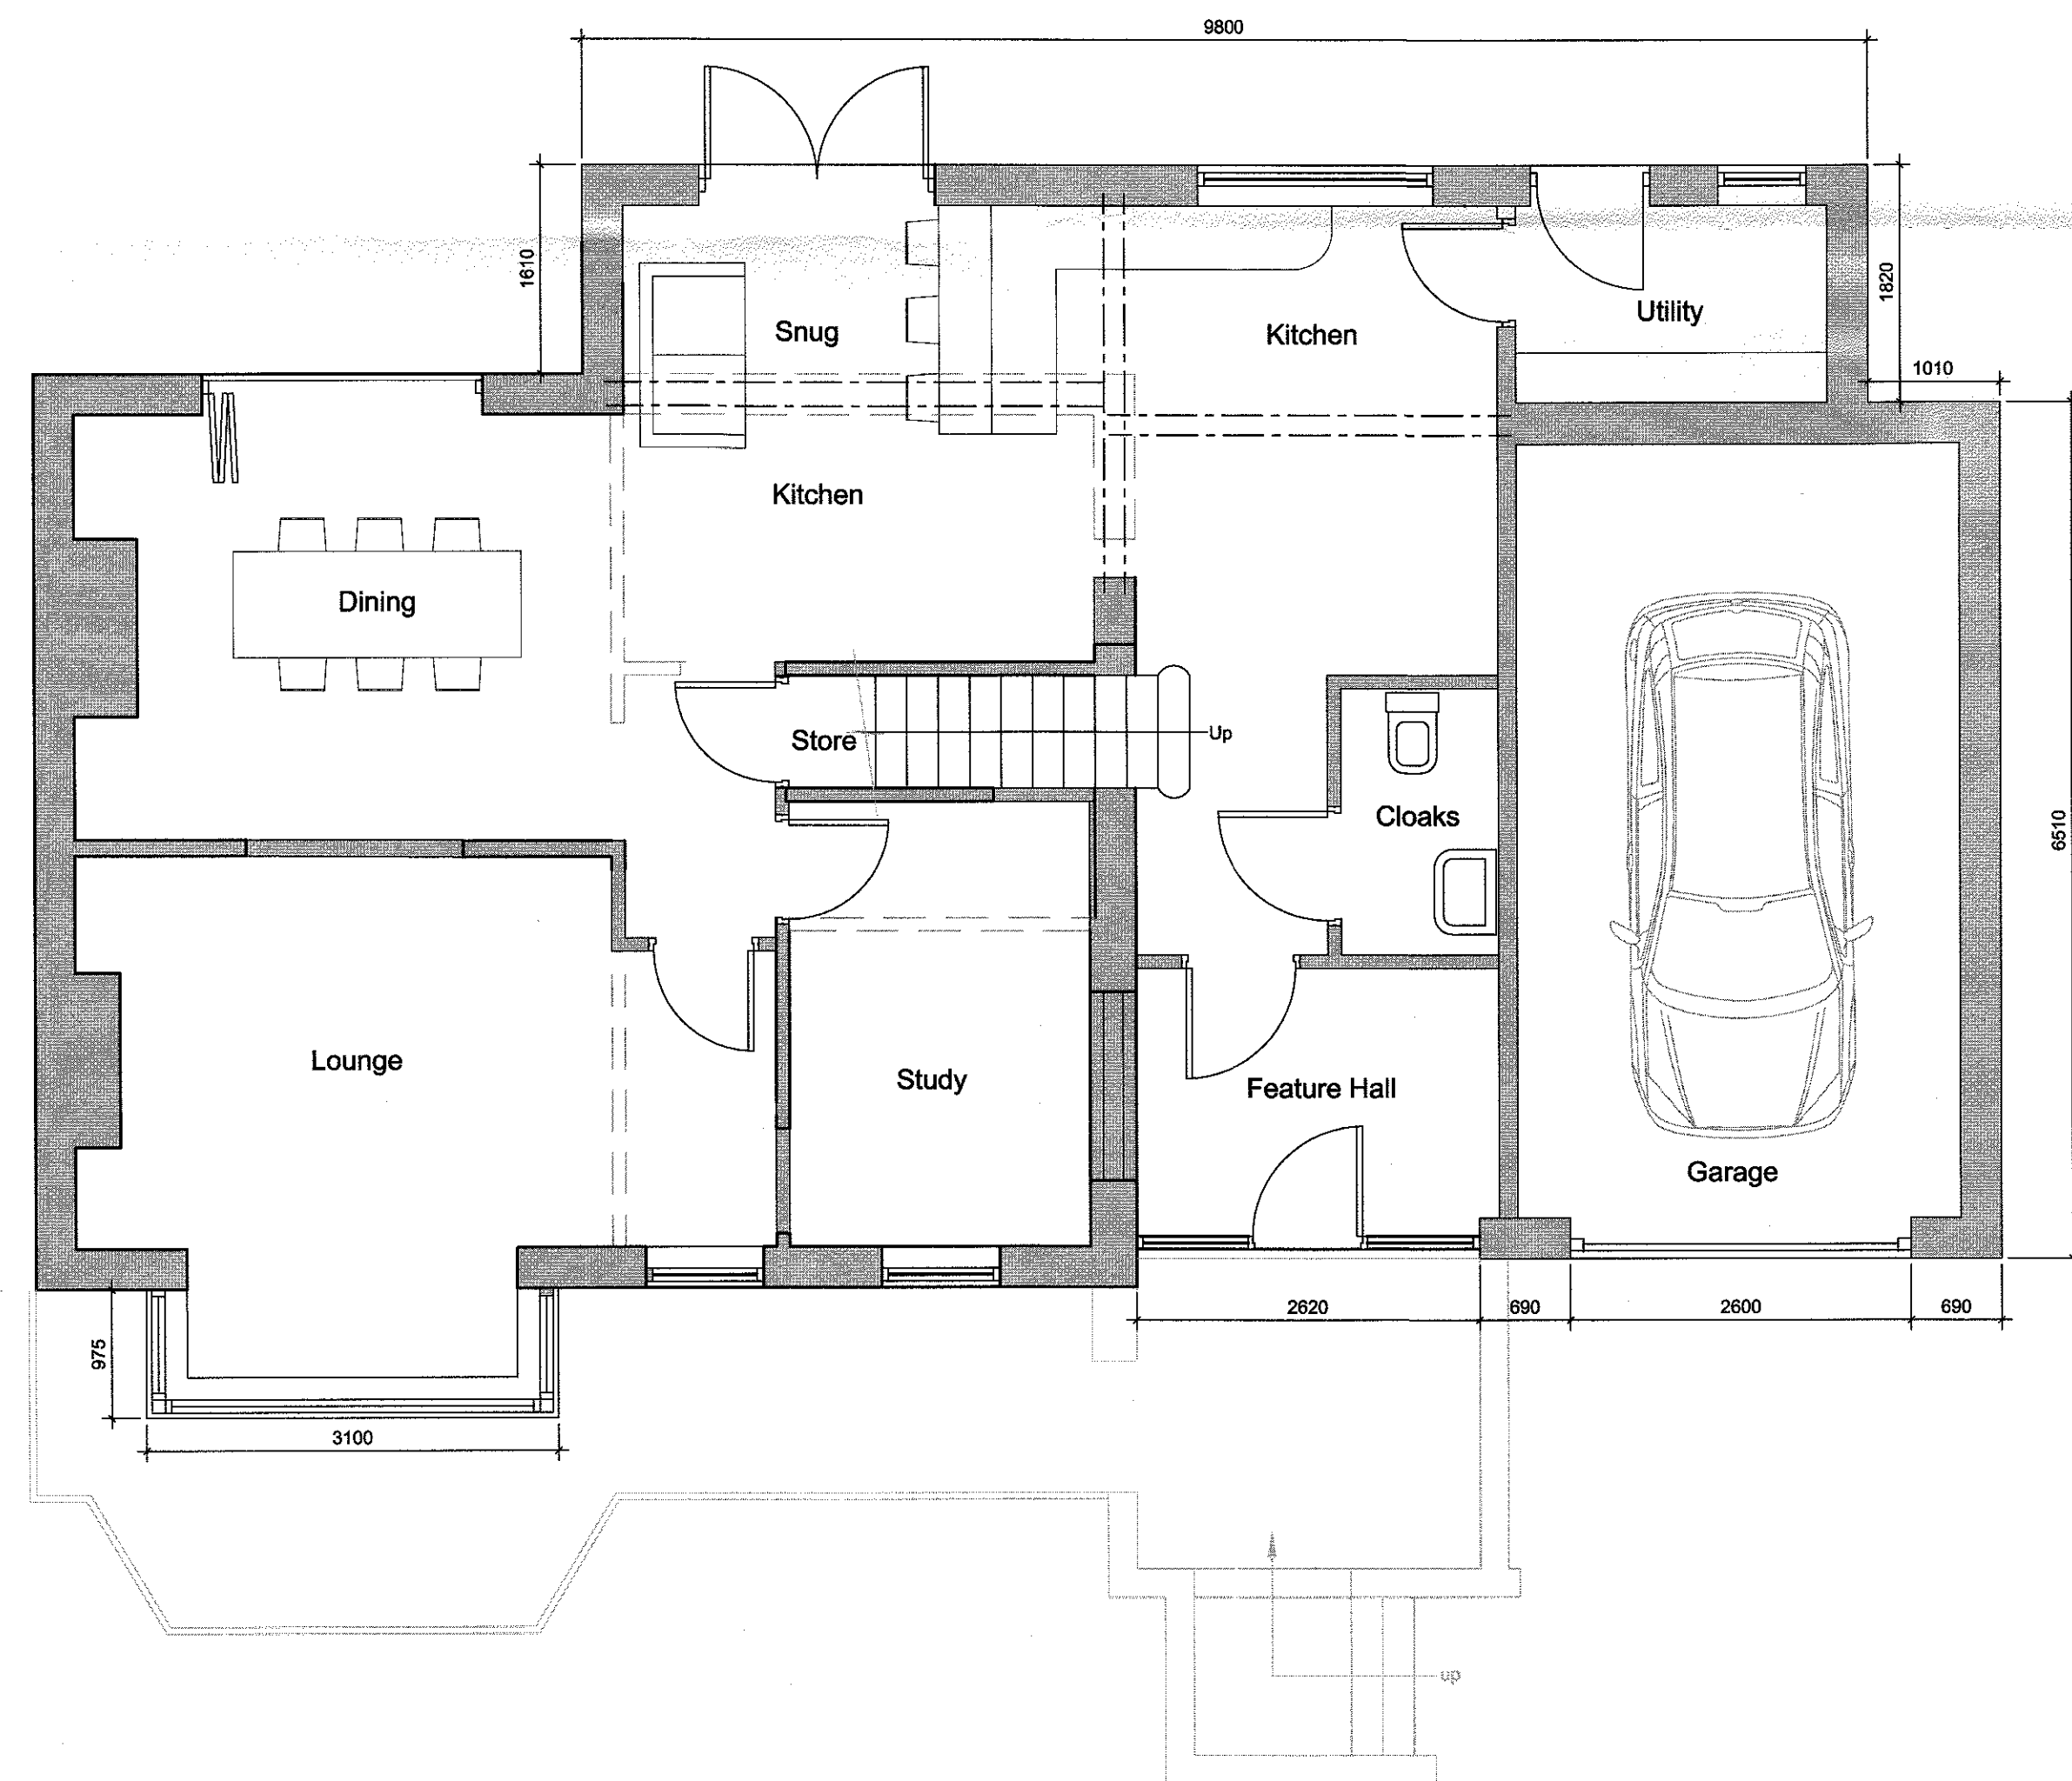 9800
1610
Snug
Kitchen
Utility
1820
1010
Kitchen
Dining
Store
Up
Cloaks
6510
Lounge
Study
Feature Hall
Garage
2620
690
2600
690
975
3100
up